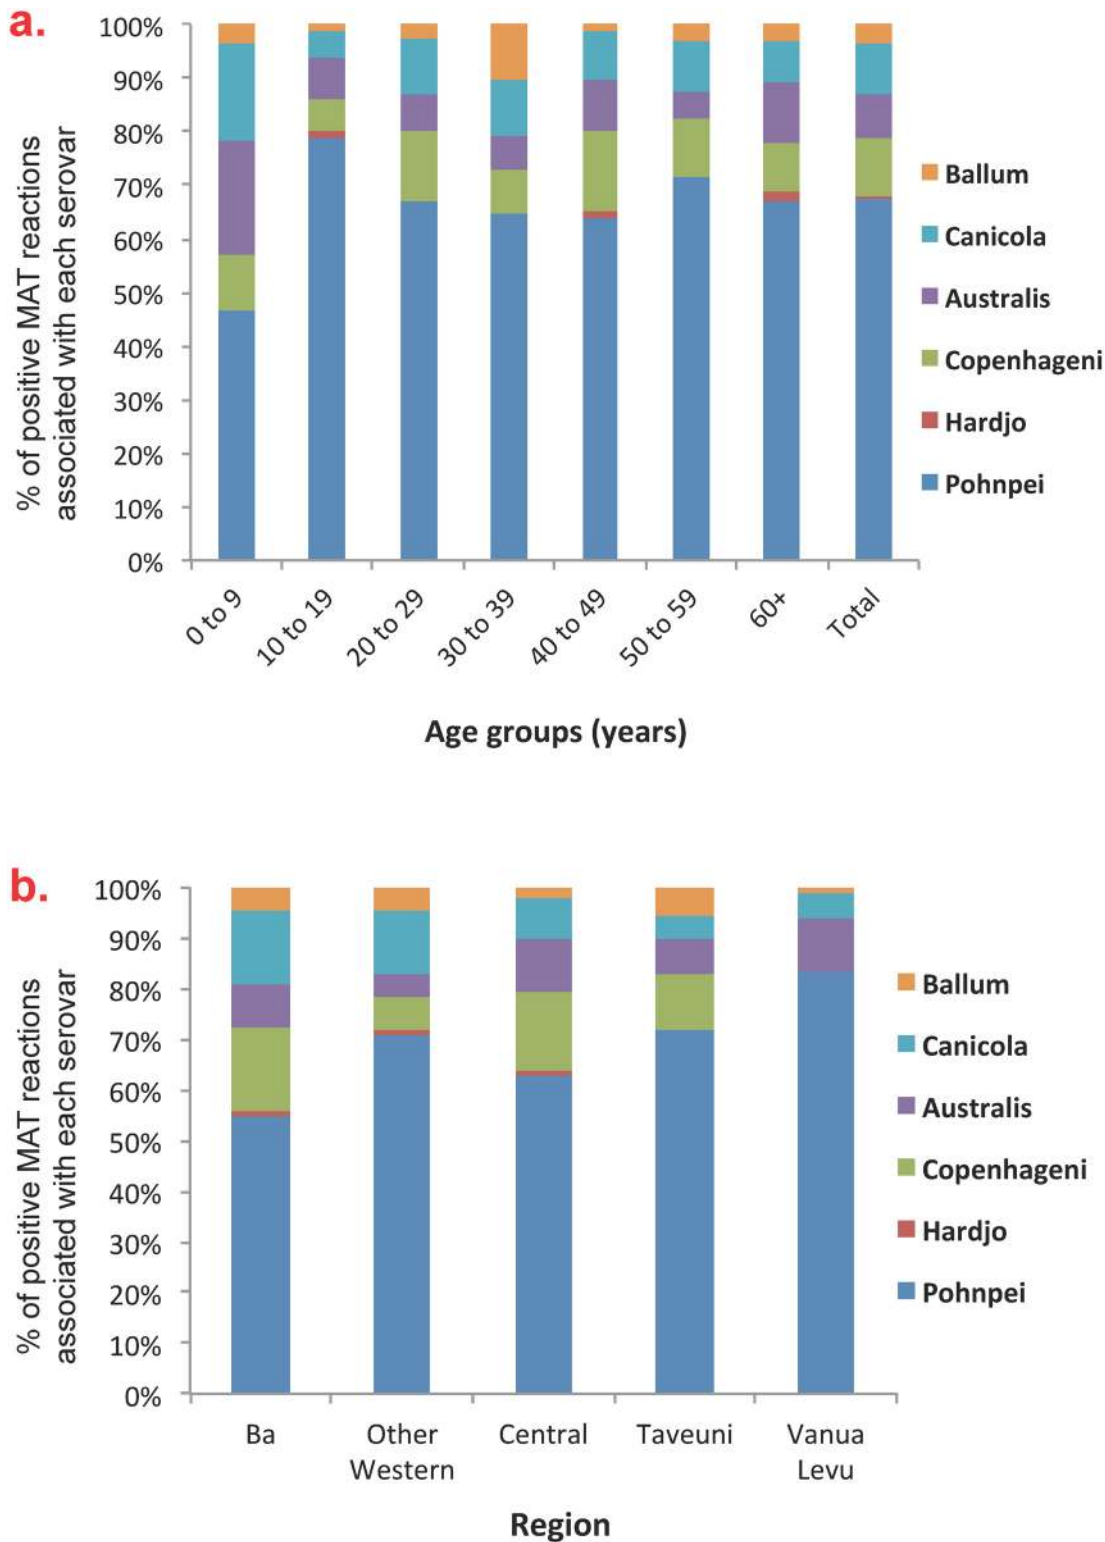 a.
% of positive MAT reactions
associated with each serovar
100%
90%
80%
70%
60%
50%
40%
30%
20%
10%
0%
0 to 9
10 to 19
20 to 29
30 to 39
40 to 49
50 to 59
60+
Total
Age groups (years)
Ballum
Canicola
Australis
Copenhageni
Hardjo
Pohnpei
b.
% of positive MAT reactions
associated with each serovar
100%
90%
80%
70%
60%
50%
40%
30%
20%
10%
0%
Ba
Other
Western
Central
Taveuni
Vanua
Levu
Region
Ballum
Canicola
Australis
Copenhageni
Hardjo
Pohnpei